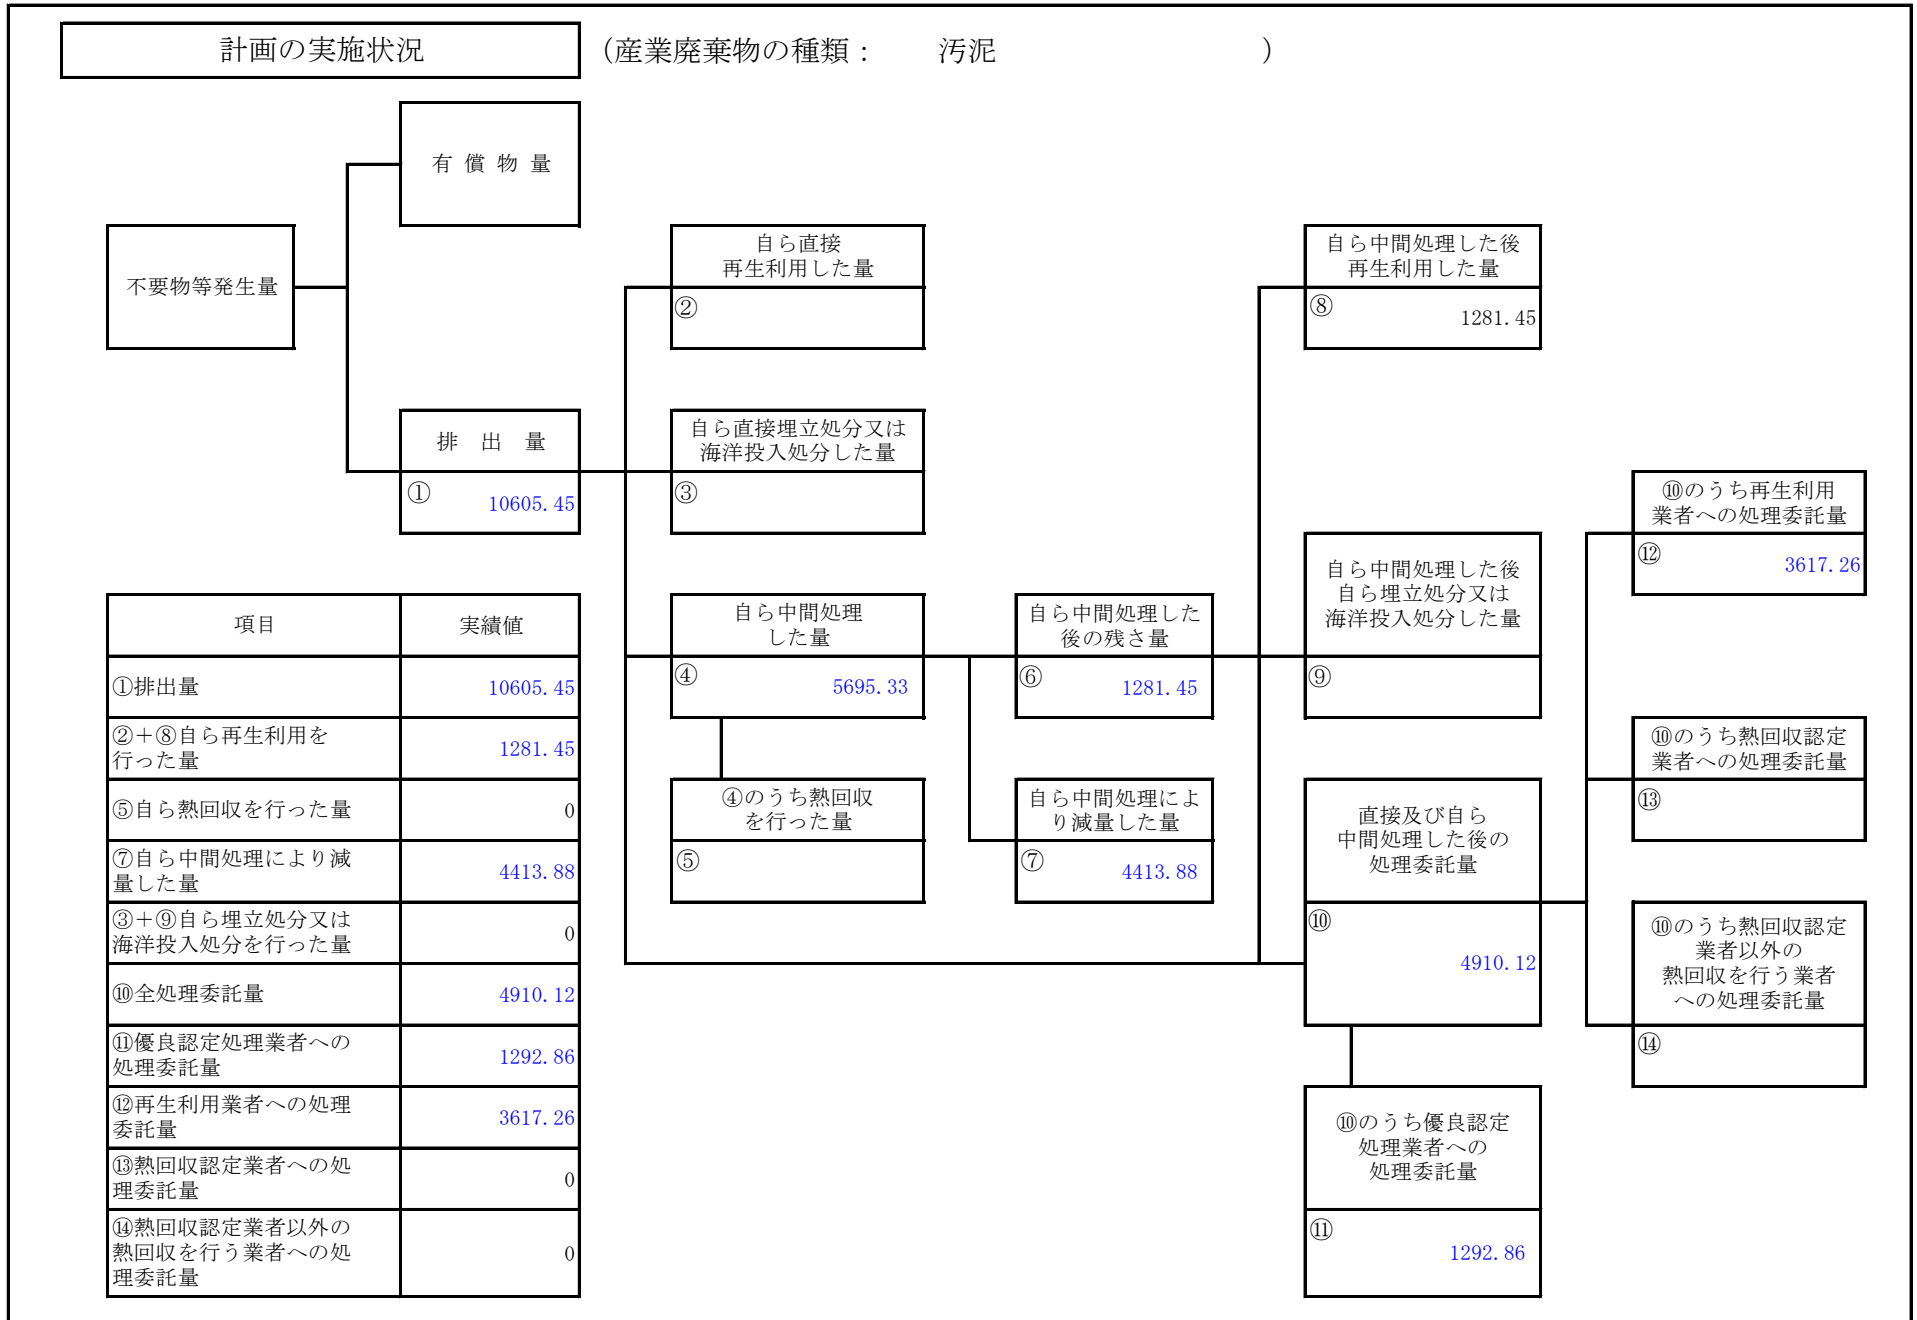 計画の実施状況
（産業廃棄物の種類： 汚泥 ）
有 償 物 量
不要物等発生量
自ら直接
再生利用した量
②
自ら中間処理した後
再生利用した量
⑧ 1281.45
排 出 量
① 10605.45
自ら直接埋立処分又は
海洋投入処分した量
③
⑩のうち再生利用
業者への処理委託量
⑫ 3617.26
自ら中間処理した後
自ら埋立処分又は
海洋投入処分した量
⑨
自ら中間処理
した量
④ 5695.33
自ら中間処理した
後の残さ量
⑥ 1281.45
⑩のうち熱回収認定
業者への処理委託量
⑬
④のうち熱回収
を行った量
⑤
自ら中間処理によ
り減量した量
⑦ 4413.88
直接及び自ら
中間処理した後の
処理委託量
⑩
4910.12
⑩のうち熱回収認定
業者以外の
熱回収を行う業者
への処理委託量
⑭
⑩のうち優良認定
処理業者への
処理委託量
⑪
1292.86
項目 実績値
①排出量 10605.45
②＋⑧自ら再生利用を
行った量 1281.45
⑤自ら熱回収を行った量 0
⑦自ら中間処理により減
量した量 4413.88
③＋⑨自ら埋立処分又は
海洋投入処分を行った量 0
⑩全処理委託量 4910.12
⑪優良認定処理業者への
処理委託量 1292.86
⑫再生利用業者への処理
委託量 3617.26
⑬熱回収認定業者への処
理委託量 0
⑭熱回収認定業者以外の
熱回収を行う業者への処 0
理委託量